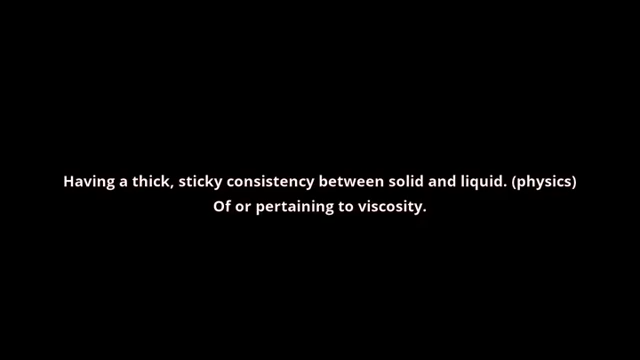 Having a thick, sticky consistency between solid and liquid. (physics)
Of or pertaining to viscosity.